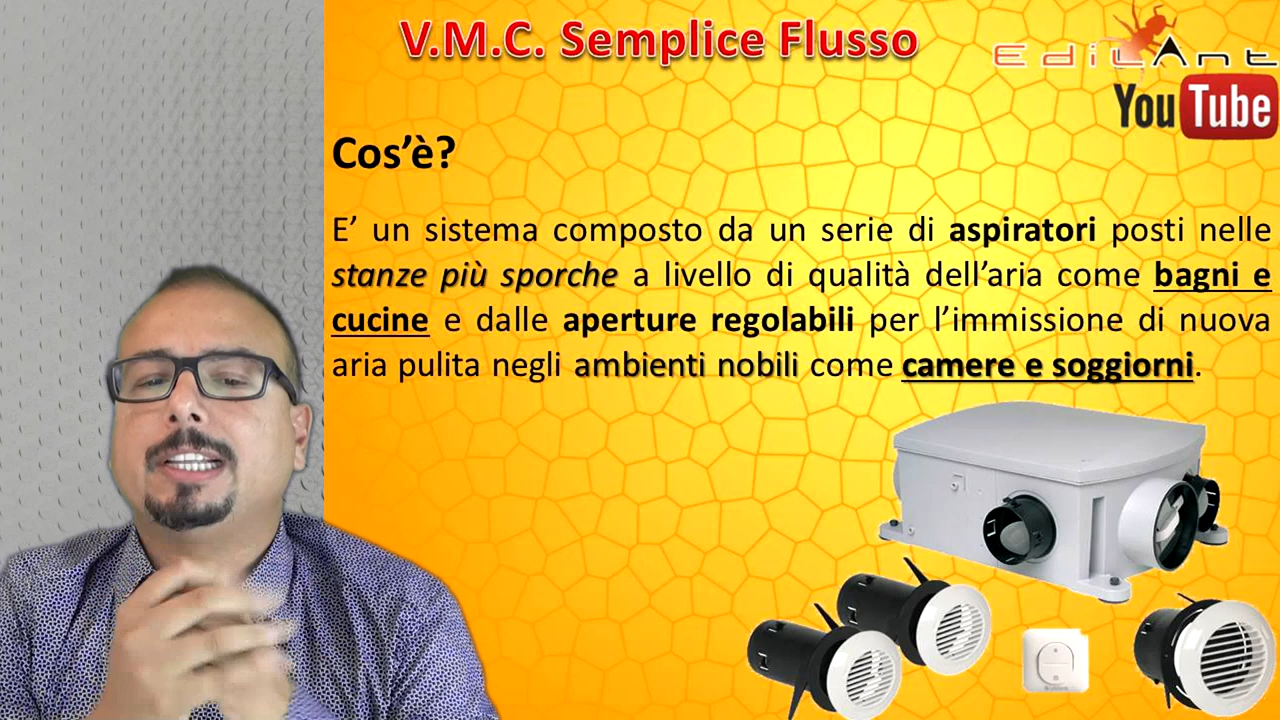 V.M.C. Semplice Flusso
EdilAnt
YouTube
Cos’è?
E’ un sistema composto da un serie di aspiratori posti nelle
stanze più sporche a livello di qualità dell’aria come bagni e
cucine e dalle aperture regolabili per l’immissione di nuova
aria pulita negli ambienti nobili come camere e soggiorni.